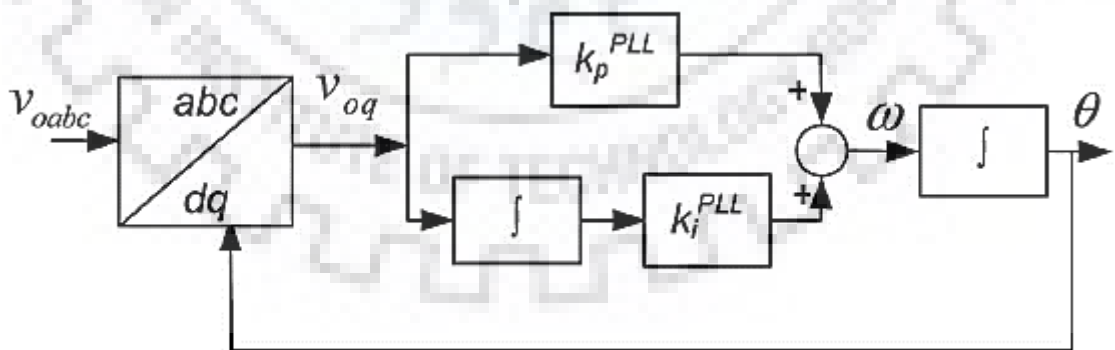 v_oabc
abc
dq
v_oq
k_p^PLL
∫
k_i^PLL
+
+
ω
∫
θ